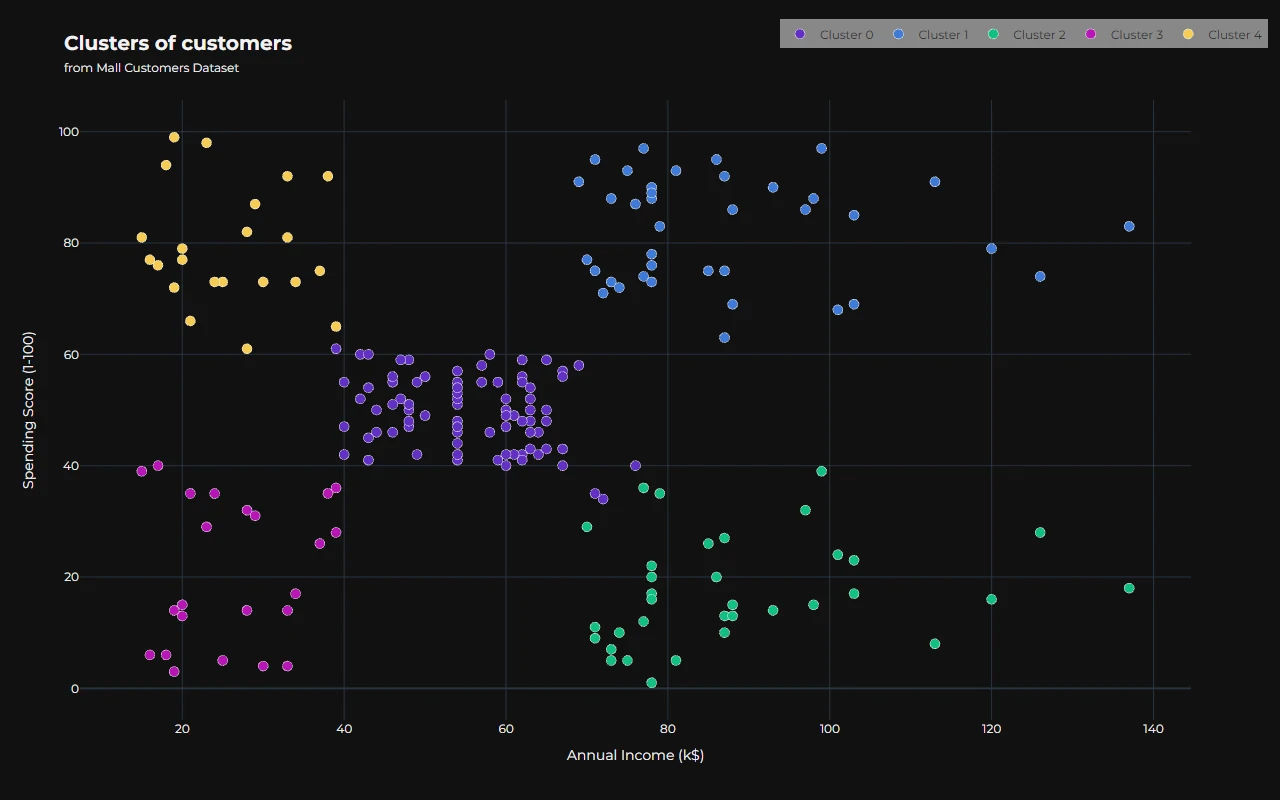 Clusters of customers
from Mall Customers Dataset
Cluster 0 Cluster 1 Cluster 2 Cluster 3 Cluster 4
100
80
60
40
20
0
Spending Score (1-100)
20 40 60 80 100 120 140
Annual Income (k$)